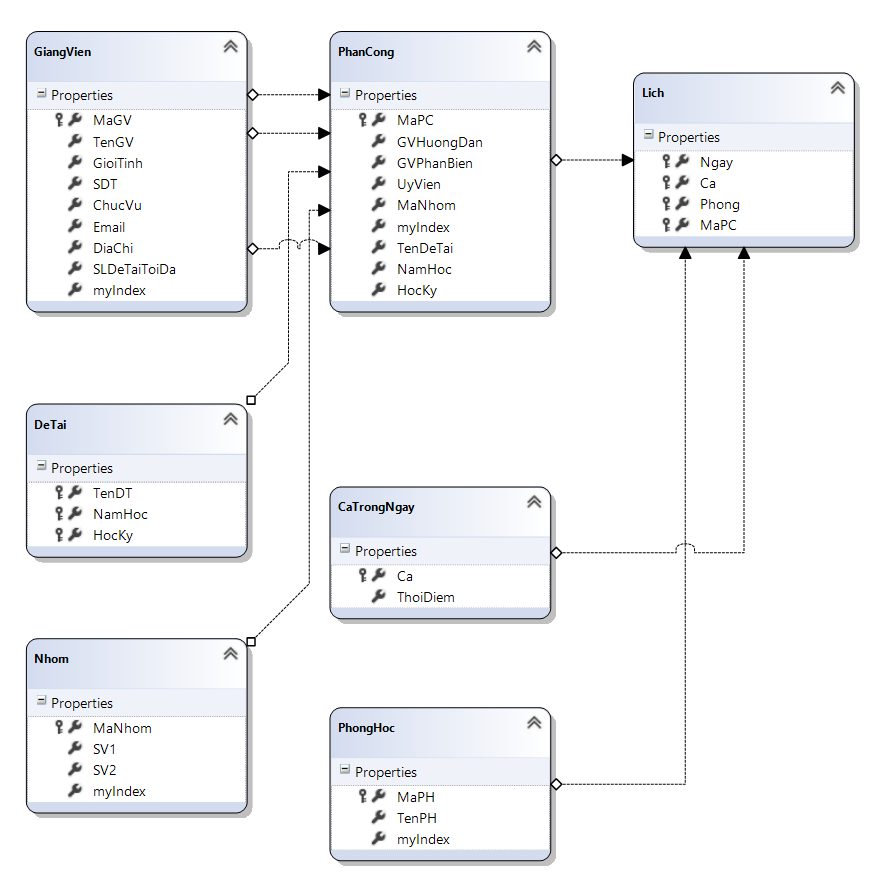 GiangVien
Properties
MaGV
TenGV
GioiTinh
SDT
ChucVu
Email
DiaChi
SLDeTaiToiDa
myIndex
PhanCong
Properties
MaPC
GVHuongDan
GVPhanBien
UyVien
MaNhom
myIndex
TenDeTai
NamHoc
HocKy
Lich
Properties
Ngay
Ca
Phong
MaPC
DeTai
Properties
TenDT
NamHoc
HocKy
CaTrongNgay
Properties
Ca
ThoiDiem
Nhom
Properties
MaNhom
SV1
SV2
myIndex
PhongHoc
Properties
MaPH
TenPH
myIndex